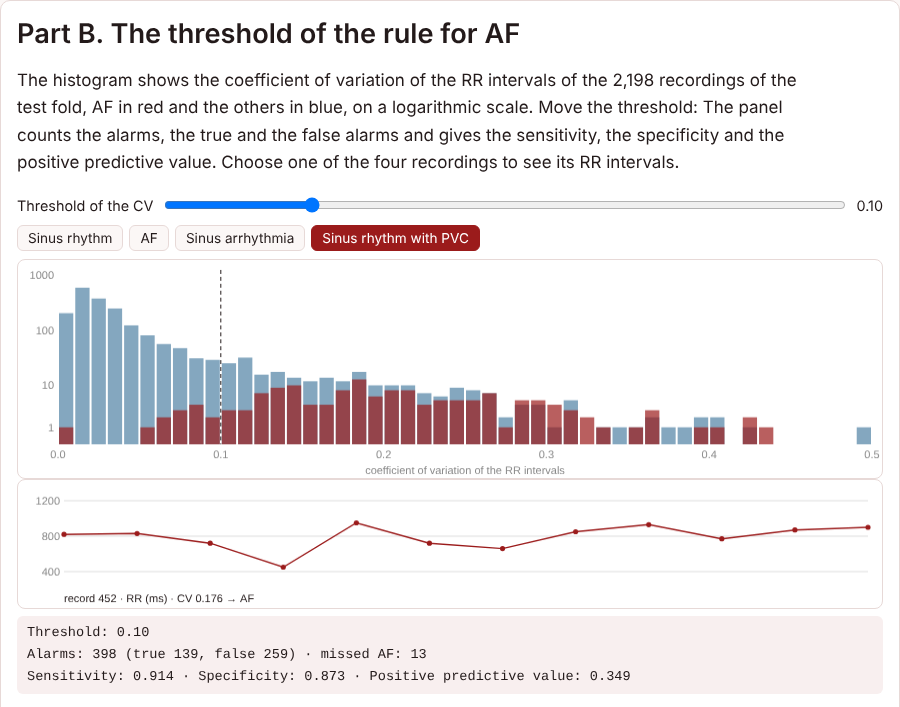 Part B. The threshold of the rule for AF
The histogram shows the coefficient of variation of the RR intervals of the 2,198 recordings of the
test fold, AF in red and the others in blue, on a logarithmic scale. Move the threshold: The panel
counts the alarms, the true and the false alarms and gives the sensitivity, the specificity and the
positive predictive value. Choose one of the four recordings to see its RR intervals.
Threshold of the CV 0.10
Sinus rhythm AF Sinus arrhythmia Sinus rhythm with PVC
1000
100
10
1
0.0 0.1 0.2 0.3 0.4 0.5
coefficient of variation of the RR intervals
1200
800
400
record 452 · RR (ms) · CV 0.176 → AF
Threshold: 0.10
Alarms: 398 (true 139, false 259) · missed AF: 13
Sensitivity: 0.914 · Specificity: 0.873 · Positive predictive value: 0.349